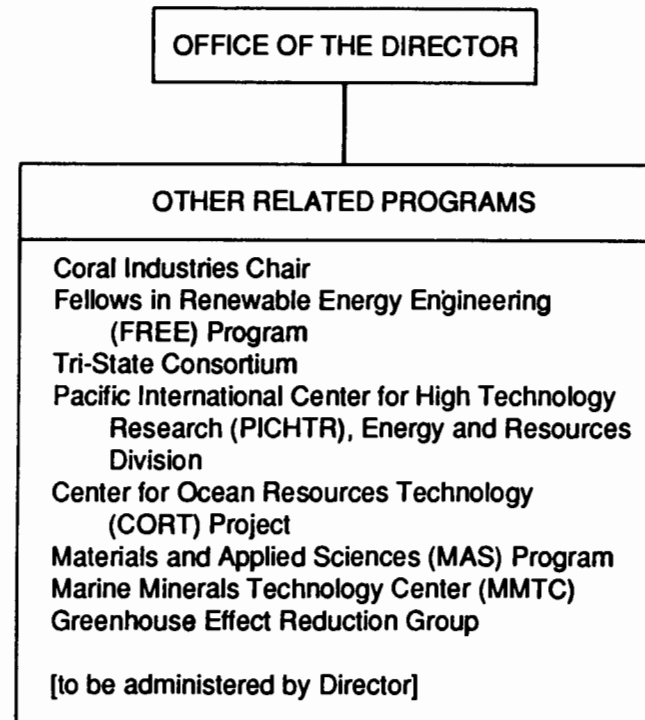 OFFICE OF THE DIRECTOR
OTHER RELATED PROGRAMS
Coral Industries Chair
Fellows in Renewable Energy Engineering
(FREE) Program
Tri-State Consortium
Pacific International Center for High Technology
Research (PICHTR), Energy and Resources
Division
Center for Ocean Resources Technology
(CORT) Project
Materials and Applied Sciences (MAS) Program
Marine Minerals Technology Center (MMTC)
Greenhouse Effect Reduction Group
[to be administered by Director]